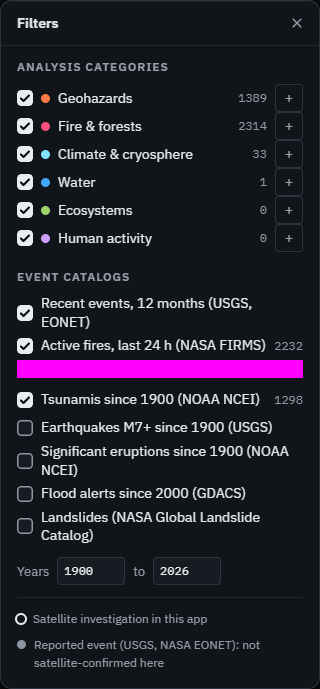 Filters ×
ANALYSIS CATEGORIES
Geohazards 1389 +
Fire & forests 2314 +
Climate & cryosphere 33 +
Water 1 +
Ecosystems 0 +
Human activity 0 +
EVENT CATALOGS
Recent events, 12 months (USGS,
EONET)
Active fires, last 24 h (NASA FIRMS) 2232
Tsunamis since 1900 (NOAA NCEI) 1298
Earthquakes M7+ since 1900 (USGS)
Significant eruptions since 1900 (NOAA
NCEI)
Flood alerts since 2000 (GDACS)
Landslides (NASA Global Landslide
Catalog)
Years 1900 to 2026
Satellite investigation in this app
Reported event (USGS, NASA EONET): not
satellite-confirmed here